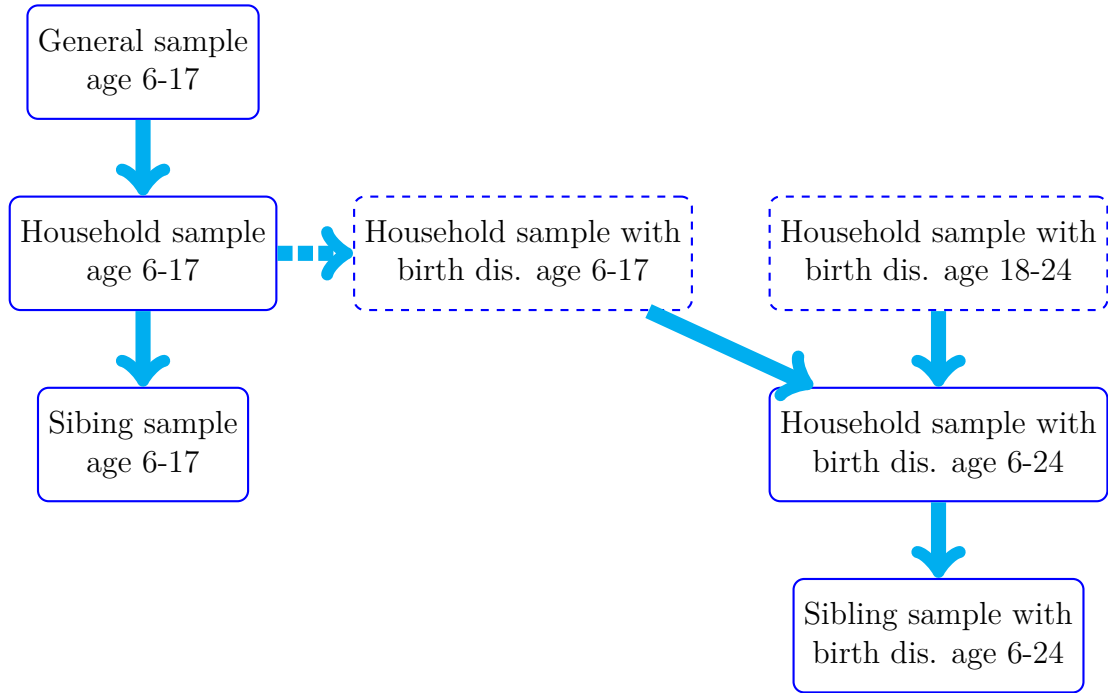 General sample
age 6-17
Household sample
age 6-17
Household sample with
birth dis. age 6-17
Household sample with
birth dis. age 18-24
Sibing sample
age 6-17
Household sample with
birth dis. age 6-24
Sibling sample with
birth dis. age 6-24